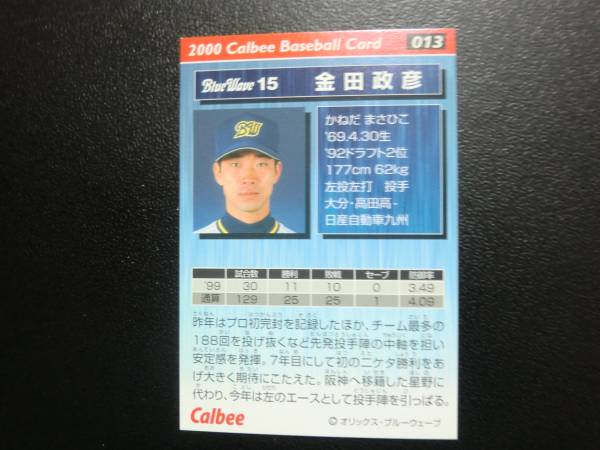 2000 Calbee Baseball Card 013
BlueWave 15 金田政彦
かねだ まさひこ
'69.4.30生
'92ドラフト2位
177cm 62kg
左投左打 投手
大分・高田高-
日産自動車九州
BW
試合数 勝利 敗戦 セーブ 防御率
'99 30 11 10 0 3.49
通算 129 25 25 1 4.09
昨年はプロ初完封を記録したほか、チーム最多の
188回を投げ抜くなど先発投手陣の中軸を担い
安定感を発揮。7年目にして初の二ケタ勝利をあ
げ大きく期待にこたえた。阪神へ移籍した星野に
代わり、今年は左のエースとして投手陣を引っぱる。
Calbee
オリックス・ブルーウェーブ